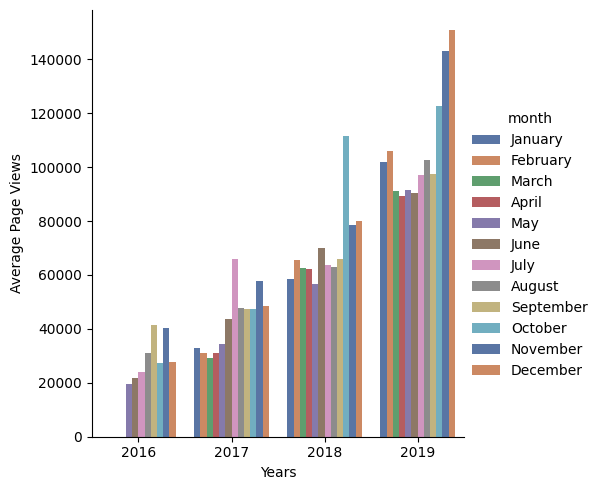 140000
120000
100000
80000
60000
40000
20000
0
Average Page Views
2016 2017 2018 2019
Years
month
January
February
March
April
May
June
July
August
September
October
November
December